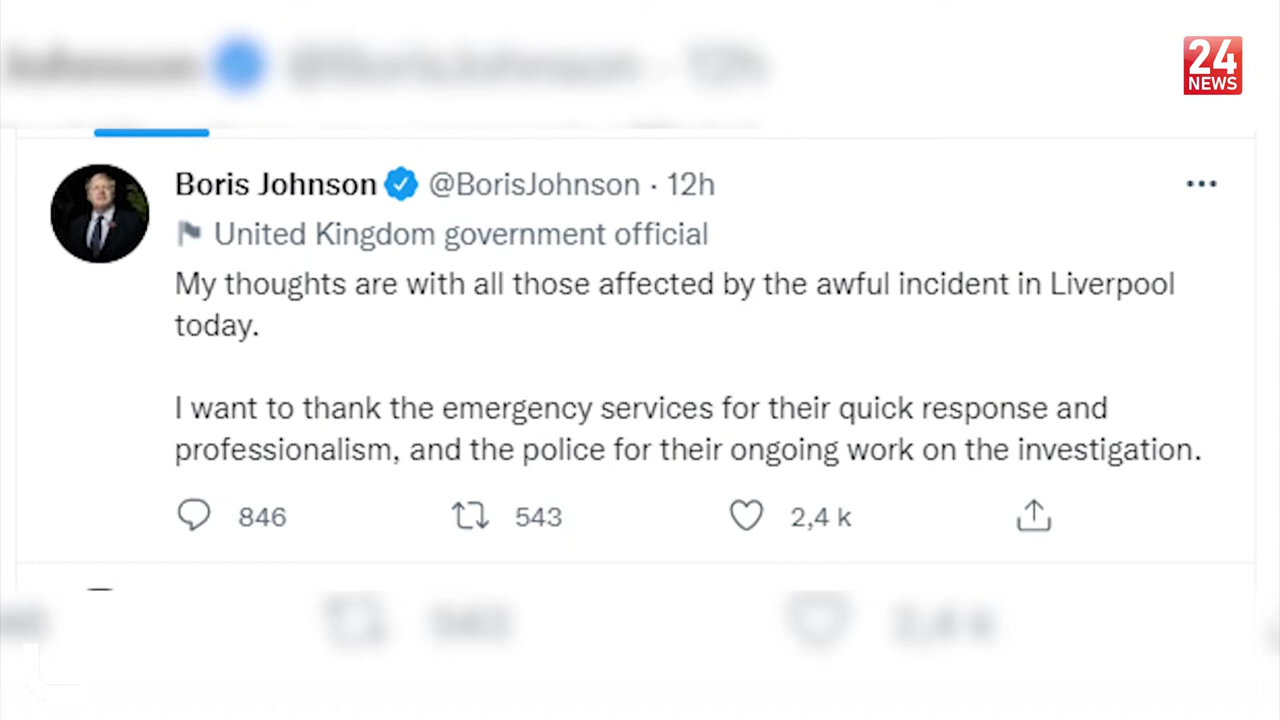 24
NEWS
Boris Johnson @BorisJohnson · 12h
United Kingdom government official
My thoughts are with all those affected by the awful incident in Liverpool
today.
I want to thank the emergency services for their quick response and
professionalism, and the police for their ongoing work on the investigation.
846 543 2,4 k